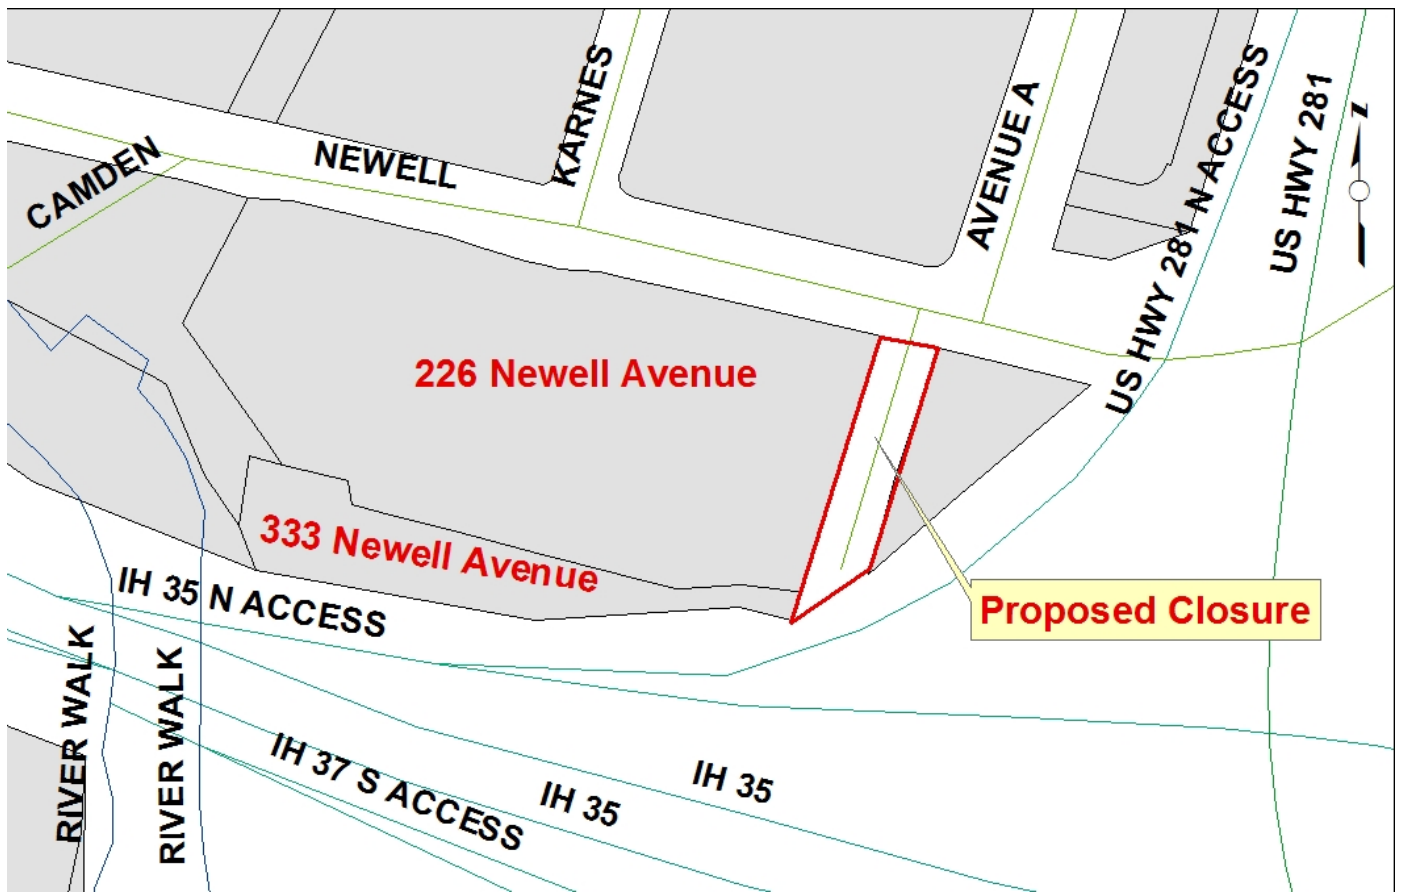 CAMDEN
NEWELL
KARNES
AVENUE A
US HWY 281 N ACCESS
US HWY 281
Z
226 Newell Avenue
333 Newell Avenue
Proposed Closure
IH 35 N ACCESS
RIVER WALK
RIVER WALK
IH 37 S ACCESS
IH 35
IH 35